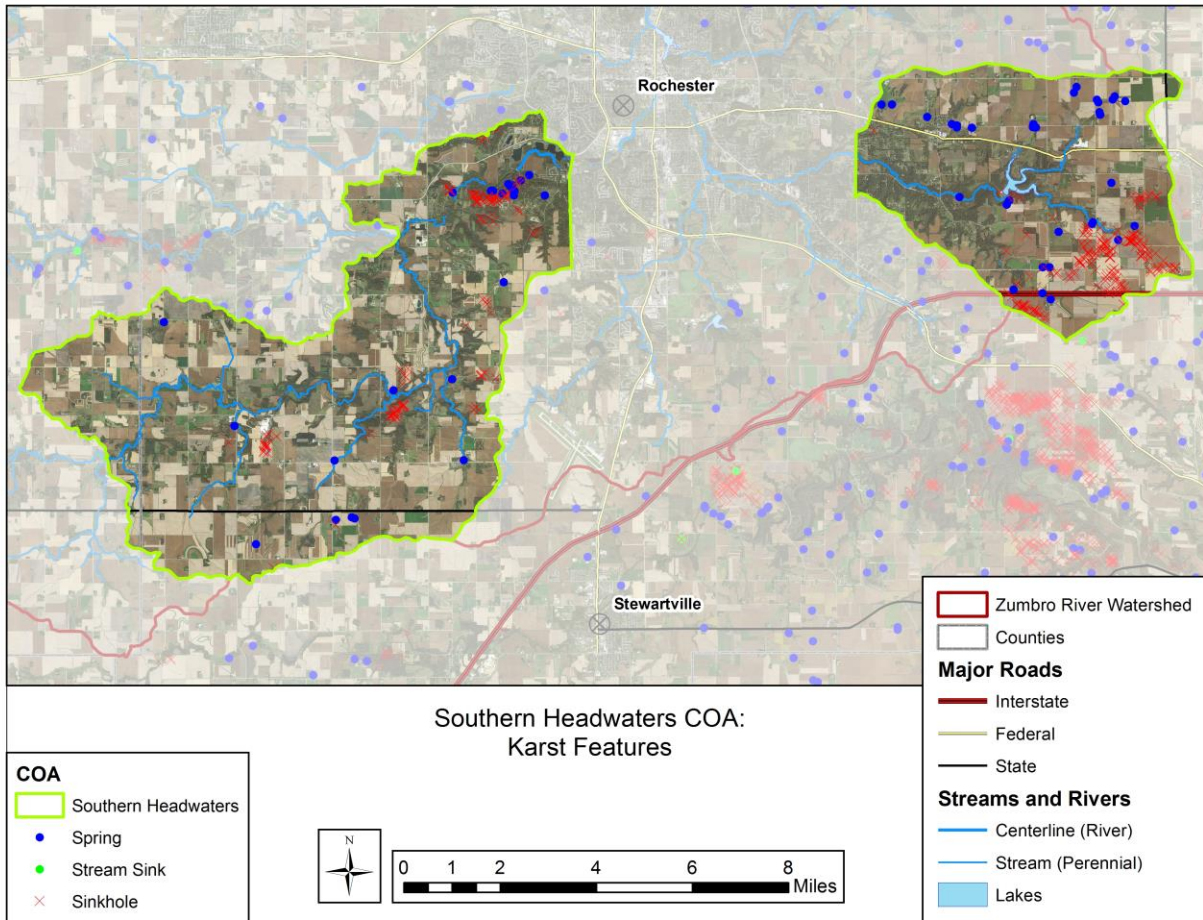 Rochester
Stewartville
Southern Headwaters COA:
Karst Features
COA
Southern Headwaters
Spring
Stream Sink
Sinkhole
N
0 1 2 4 6 8
Miles
Zumbro River Watershed
Counties
Major Roads
Interstate
Federal
State
Streams and Rivers
Centerline (River)
Stream (Perennial)
Lakes